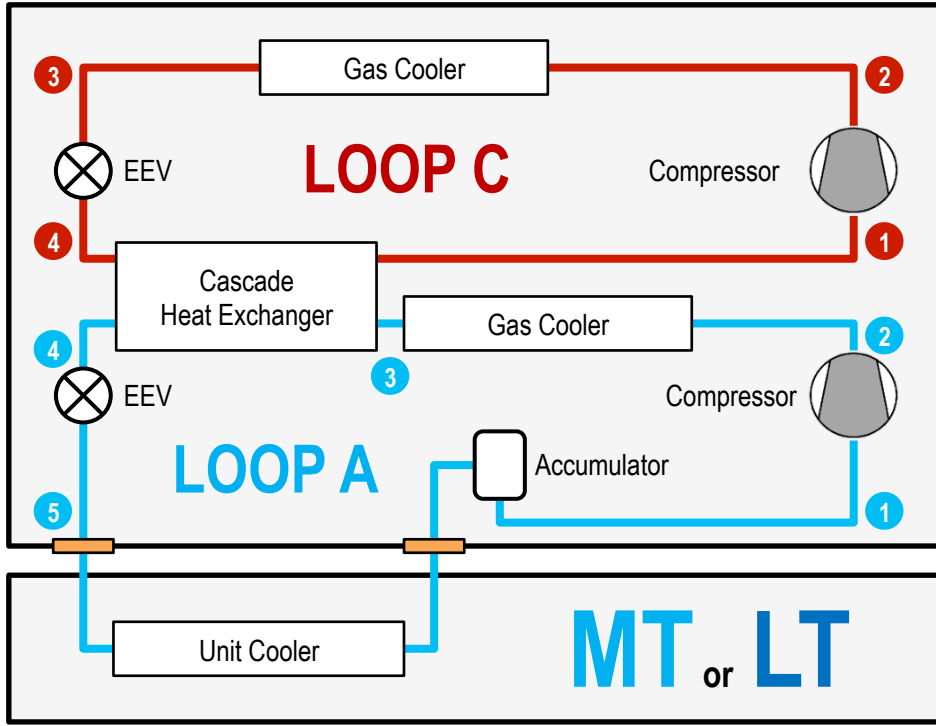 3
Gas Cooler
2
EEV
LOOP C
Compressor
4
1
Cascade
Heat Exchanger
Gas Cooler
4
3
2
EEV
Compressor
LOOP A
Accumulator
5
1
Unit Cooler
MT or LT